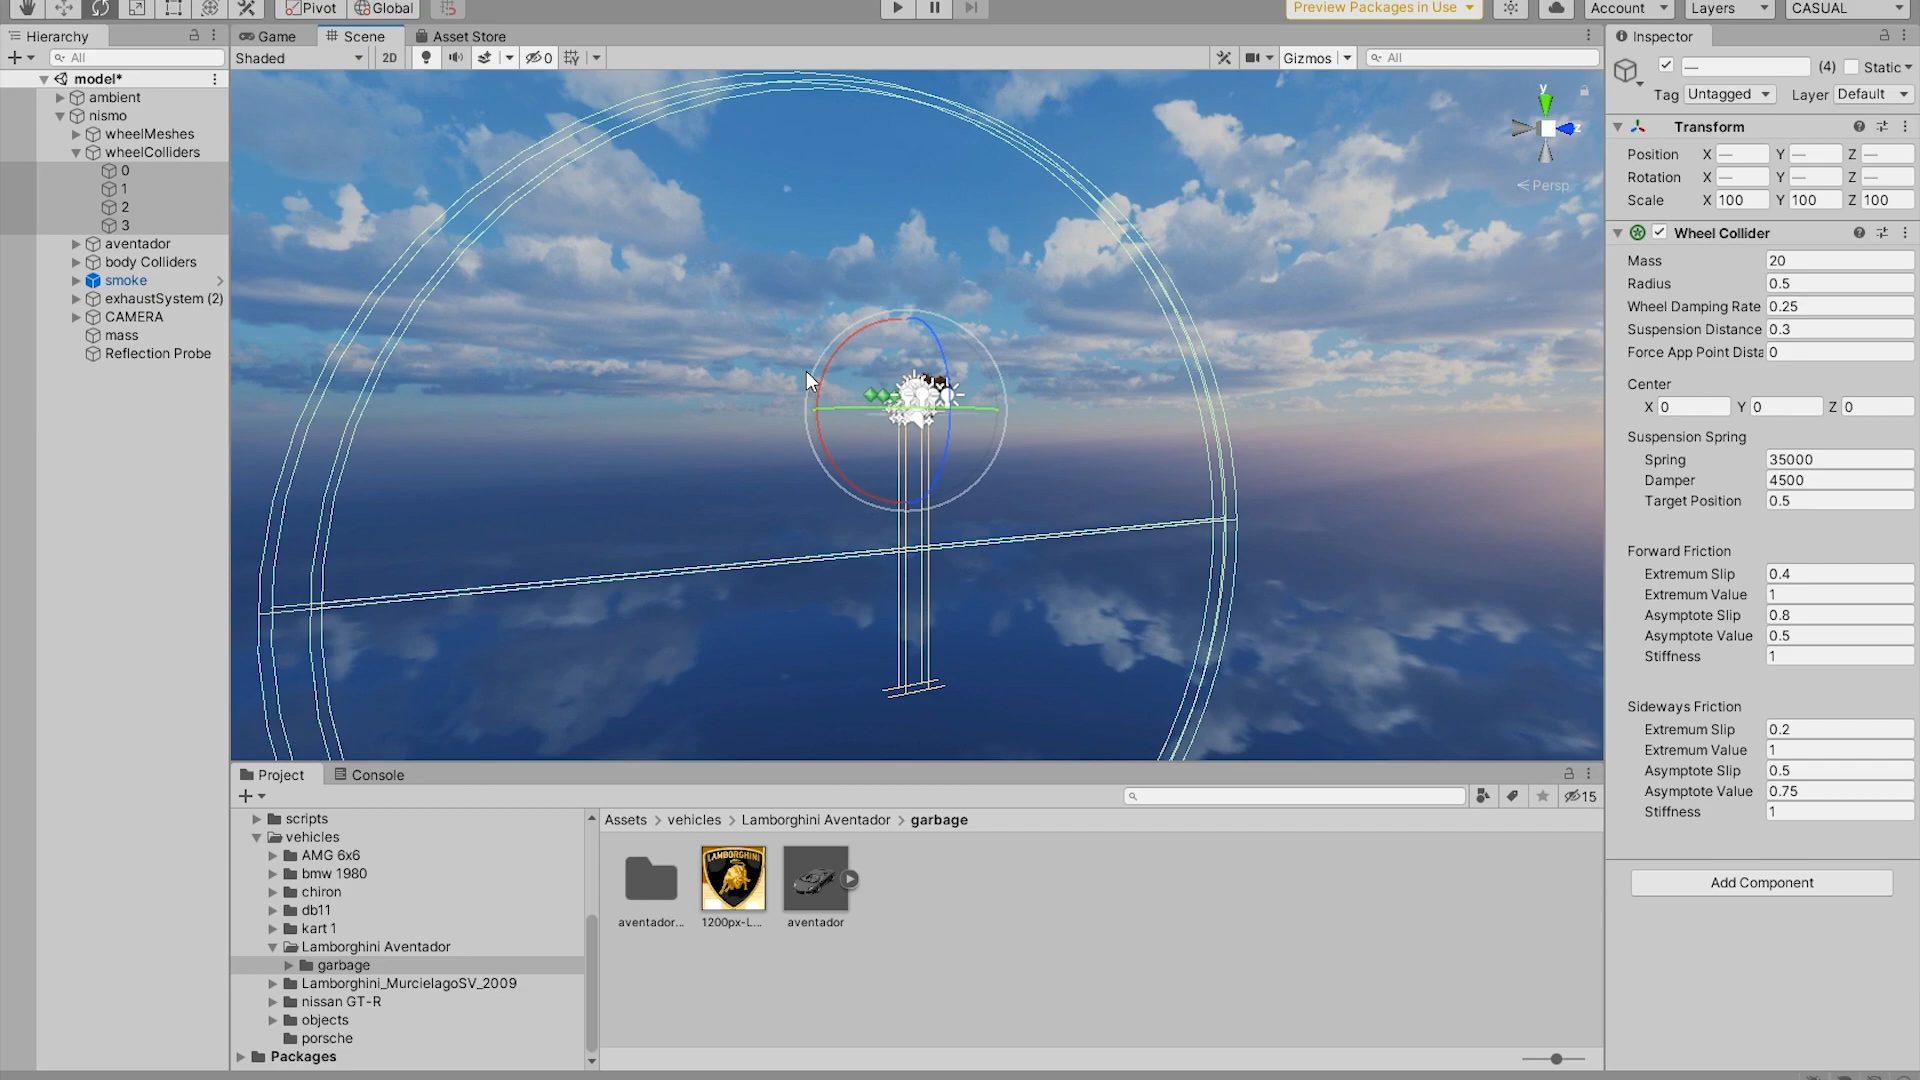 Pivot Global Preview Packages in Use Account Layers CASUAL
Hierarchy Game Scene Asset Store Inspector
All Shaded 2D 0 Gizmos All — (4) Static
model* Tag Untagged Layer Default
ambient
nismo
wheelMeshes
wheelColliders
0
1
2
3
aventador
body Colliders
smoke
exhaustSystem (2)
CAMERA
mass
Reflection Probe
y
z
Persp
Transform
Position X — Y — Z —
Rotation X — Y — Z —
Scale X 100 Y 100 Z 100
Wheel Collider
Mass 20
Radius 0.5
Wheel Damping Rate 0.25
Suspension Distance 0.3
Force App Point Dista 0
Center
X 0 Y 0 Z 0
Suspension Spring
Spring 35000
Damper 4500
Target Position 0.5
Forward Friction
Extremum Slip 0.4
Extremum Value 1
Asymptote Slip 0.8
Asymptote Value 0.5
Stiffness 1
Sideways Friction
Extremum Slip 0.2
Extremum Value 1
Asymptote Slip 0.5
Asymptote Value 0.75
Stiffness 1
Add Component
Project Console
15
scripts
vehicles
AMG 6x6
bmw 1980
chiron
db11
kart 1
Lamborghini Aventador
garbage
Lamborghini_MurcielagoSV_2009
nissan GT-R
objects
porsche
Packages
Assets > vehicles > Lamborghini Aventador > garbage
LAMBORGHINI
aventador... 1200px-L... aventador